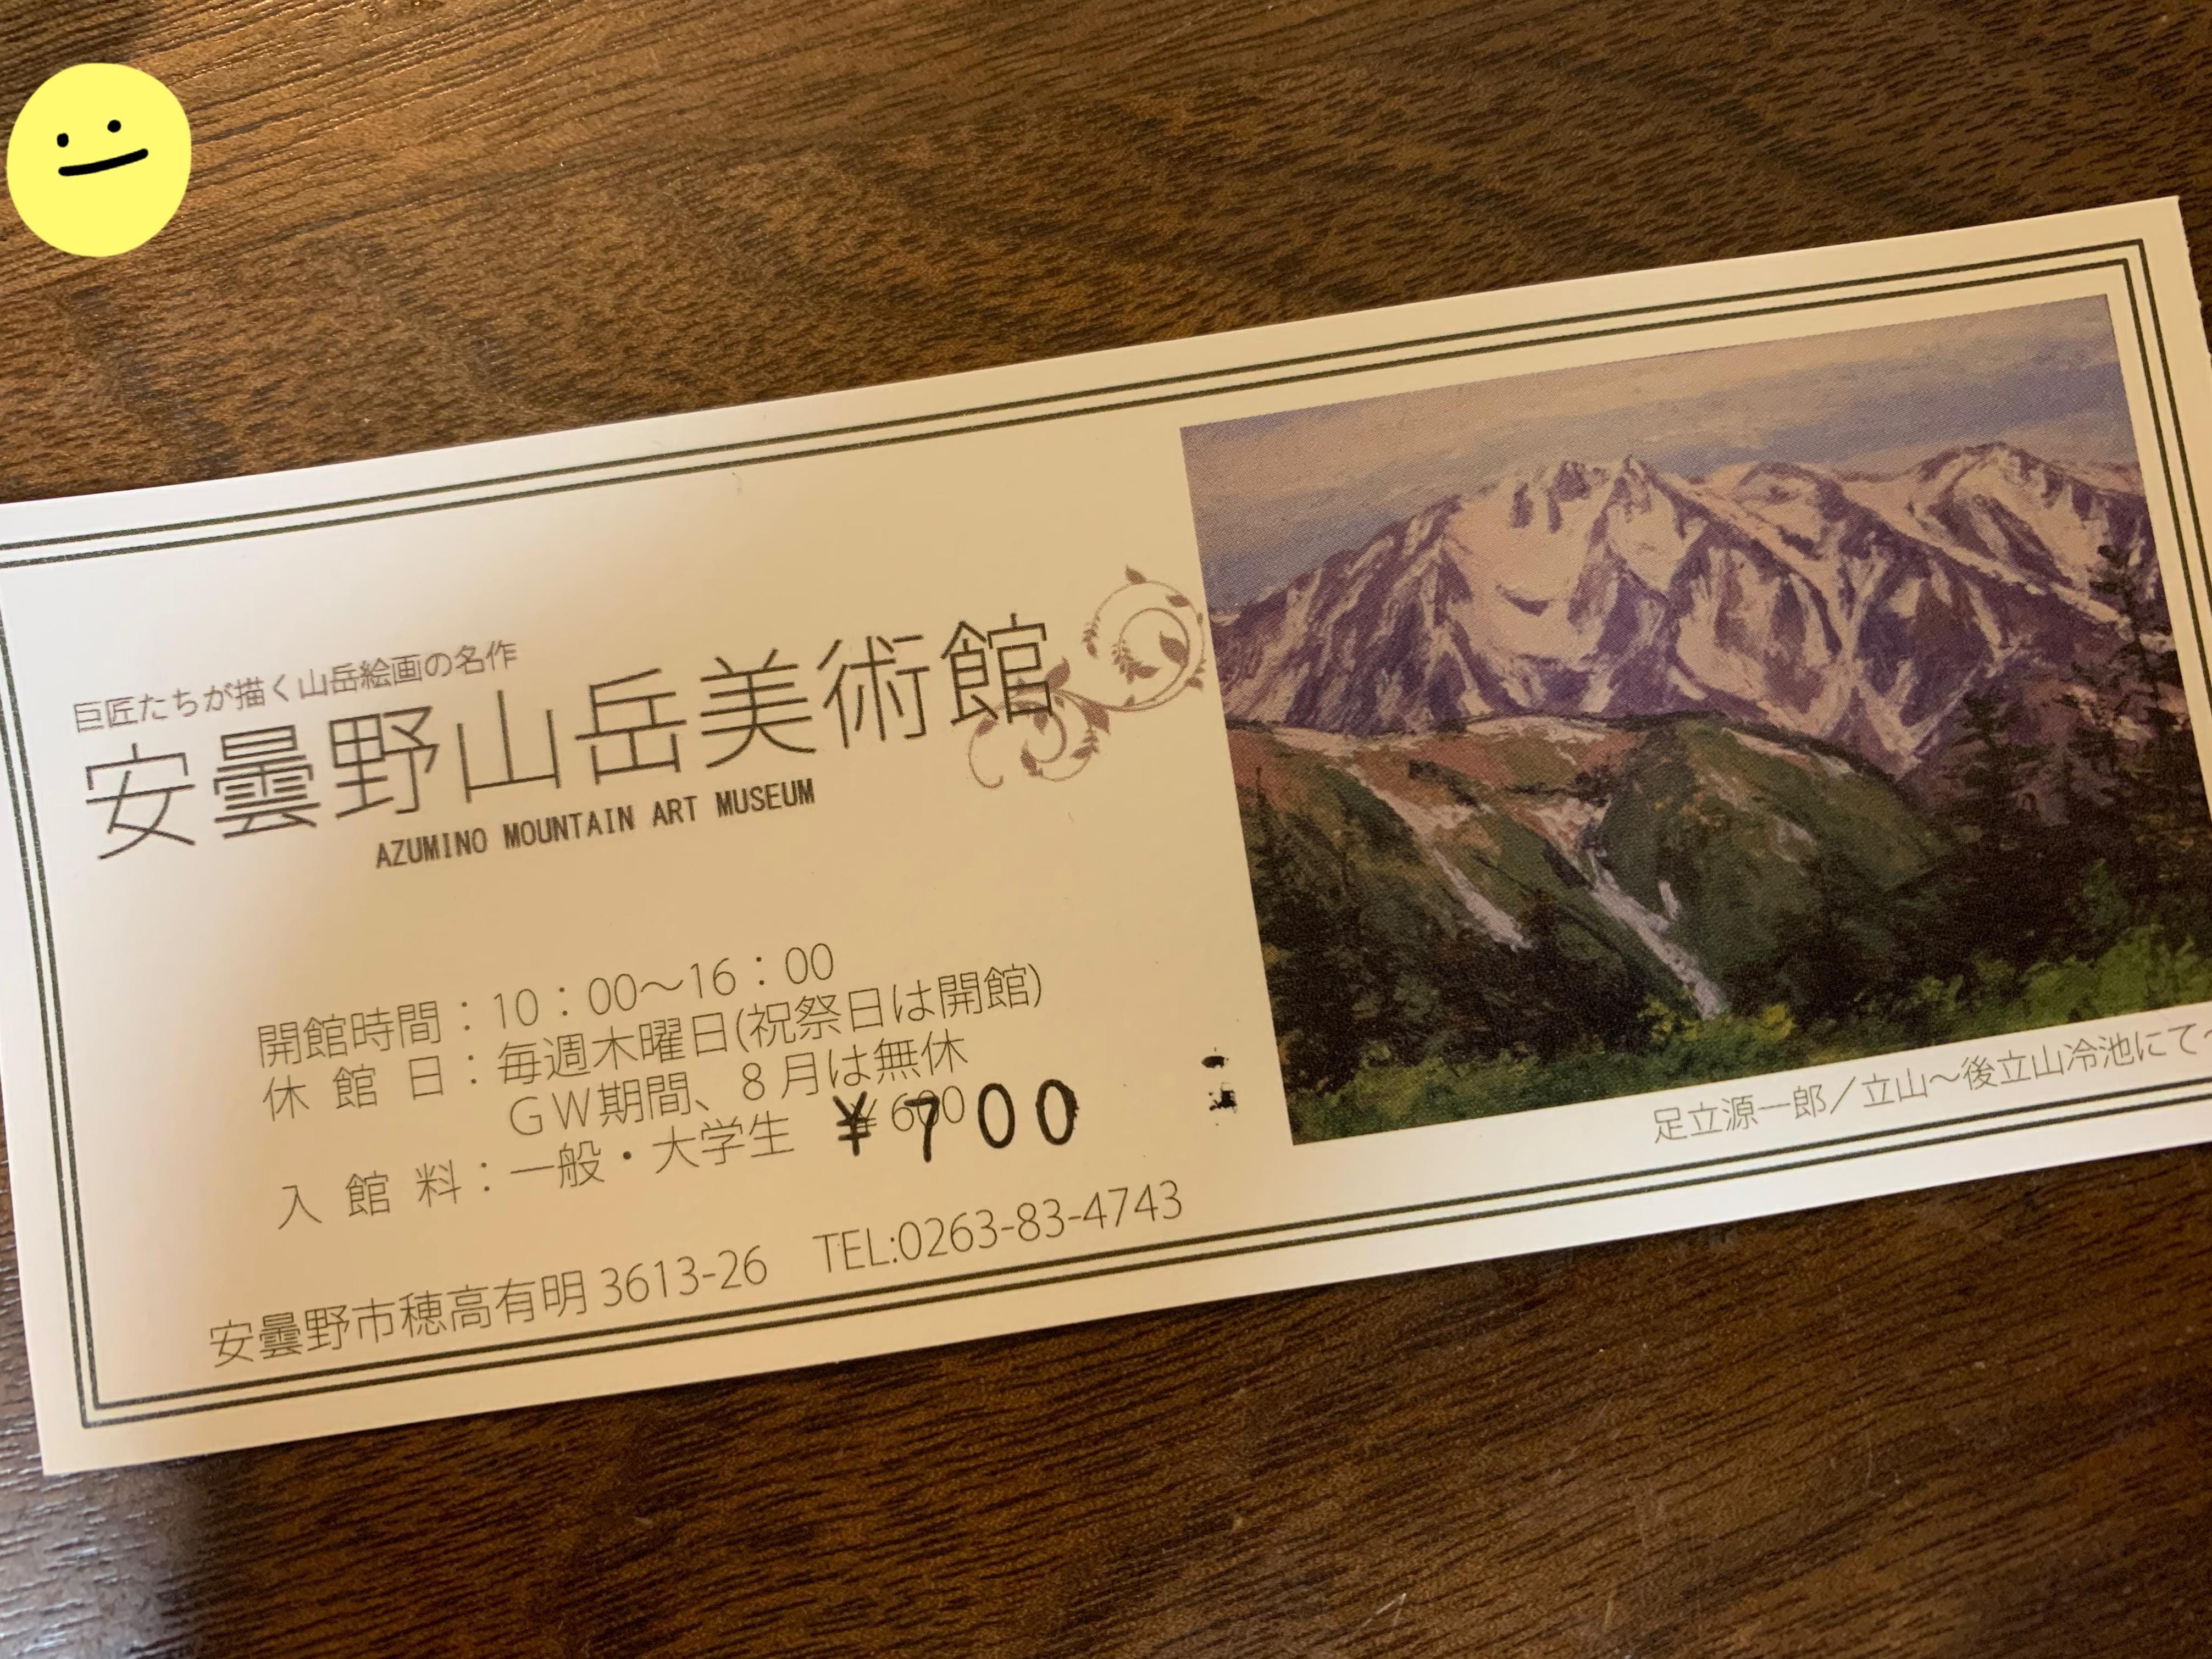 巨匠たちが描く山岳絵画の名作
安曇野山岳美術館
AZUMINO MOUNTAIN ART MUSEUM
開館時間：10：00～16：00
休館日：毎週木曜日(祝祭日は開館)
ＧＷ期間、８月は無休
入館料：一般・大学生 ¥700
安曇野市穂高有明 3613-26 TEL:0263-83-4743
足立源一郎／立山～後立山冷池にて～